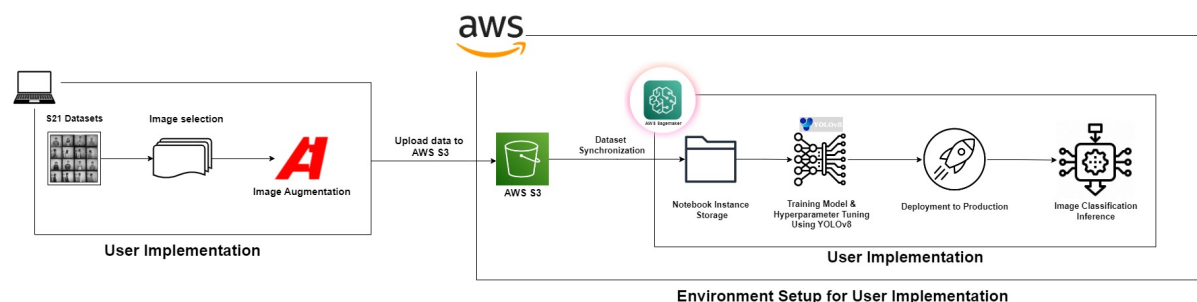 aws
S21 Datasets
Image selection
Image Augmentation
User Implementation
Upload data to
AWS S3
AWS S3
Dataset
Synchronization
AWS Sagemaker
Notebook Instance
Storage
YOLOv8
Training Model &
Hyperparameter Tuning
Using YOLOv8
Deployment to Production
Image Classification
Inference
User Implementation
Environment Setup for User Implementation